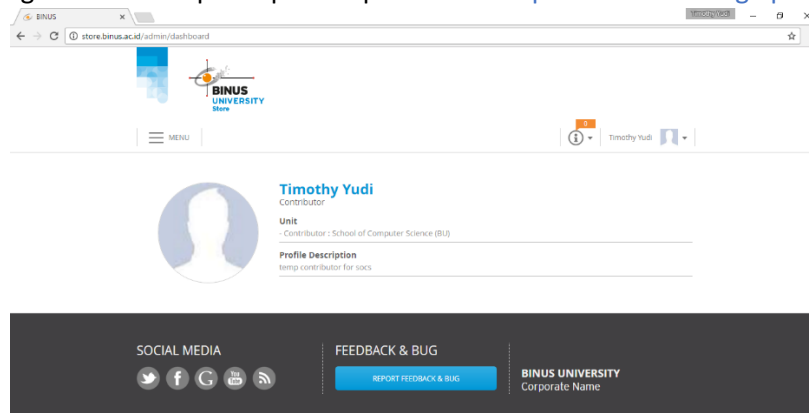 BINUS
Timothy Yudi
store.binus.ac.id/admin/dashboard
BINUS
UNIVERSITY
Store
MENU
0
Timothy Yudi
Timothy Yudi
Contributor
Unit
- Contributor : School of Computer Science (BU)
Profile Description
temp contributor for socs
SOCIAL MEDIA
FEEDBACK & BUG
You
Tube
REPORT FEEDBACK & BUG
BINUS UNIVERSITY
Corporate Name